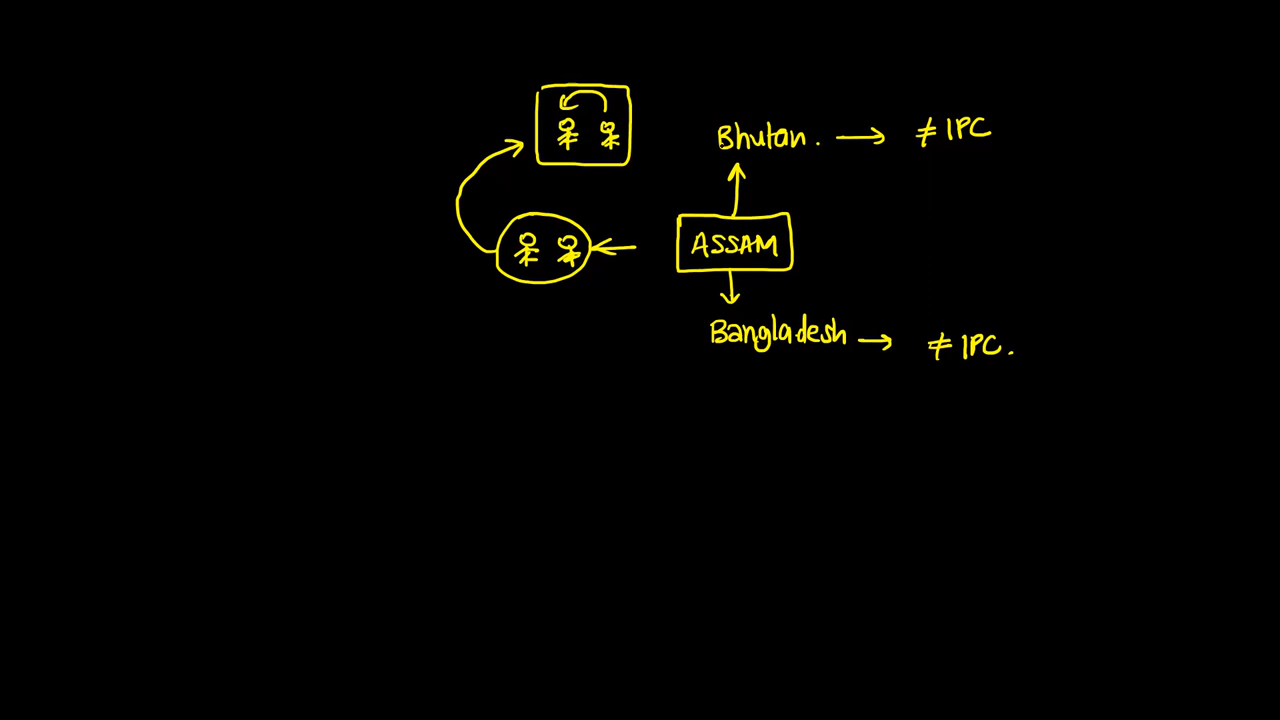 Bhutan. → ≠ IPC
ASSAM
Bangladesh → ≠ IPC.